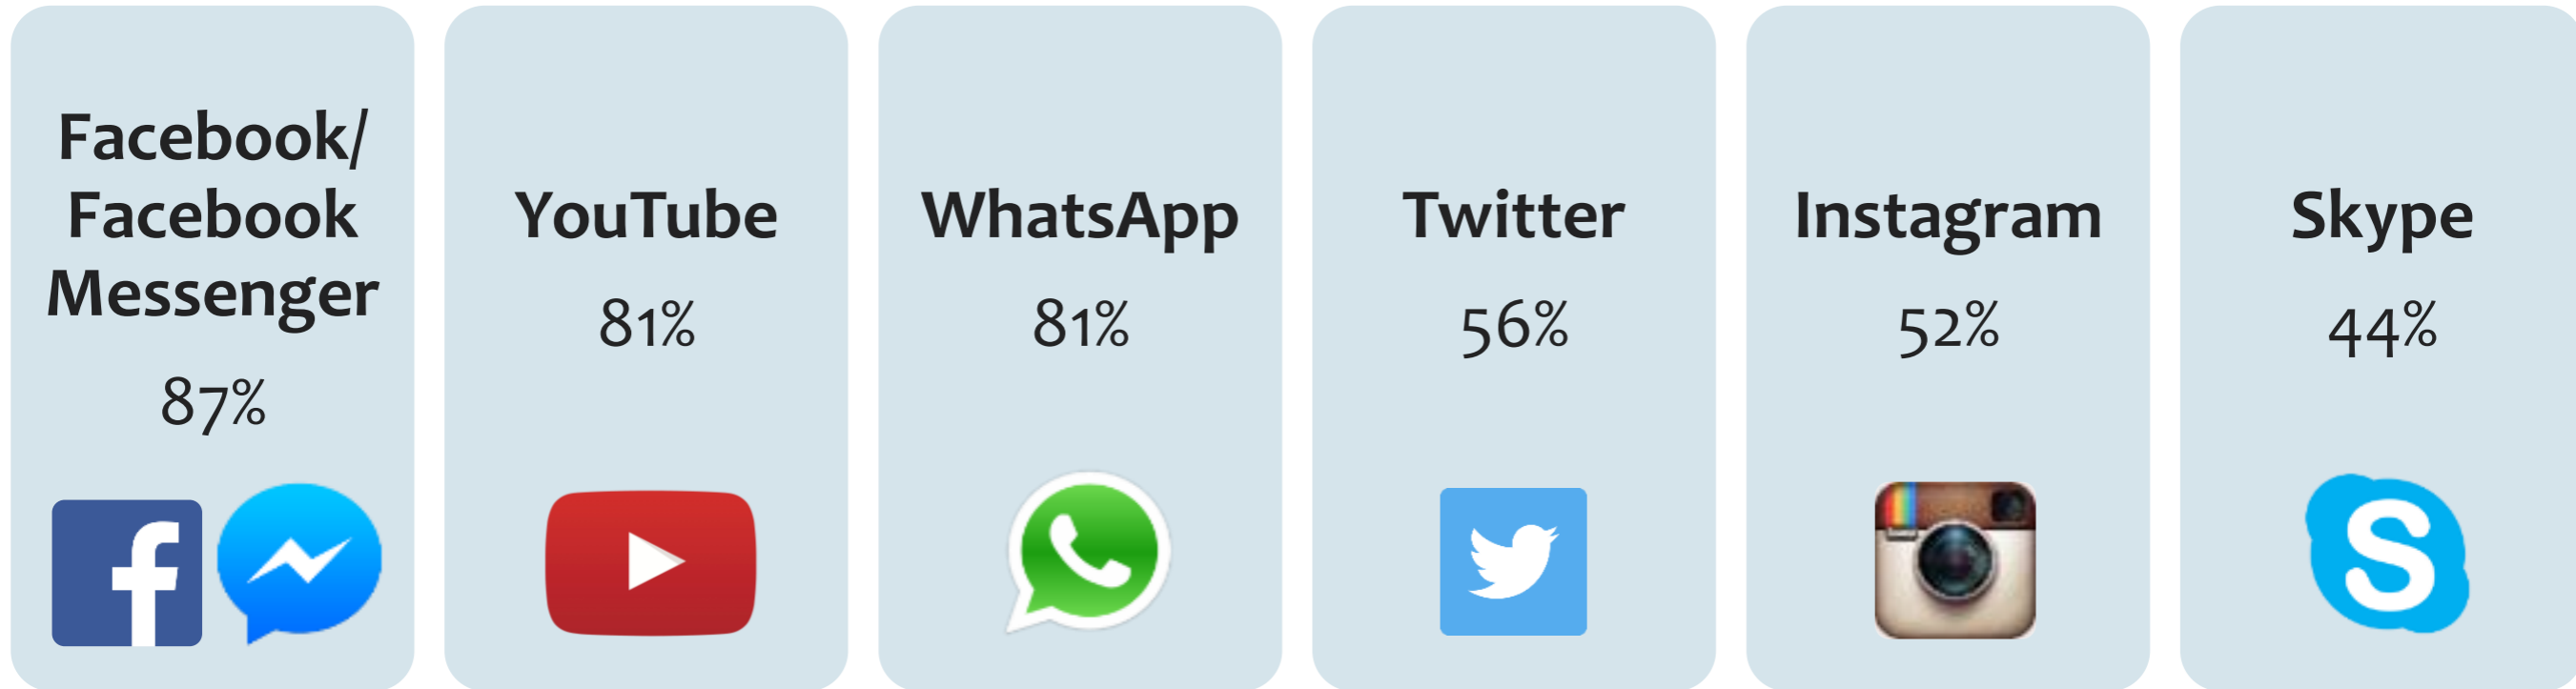 Facebook/
Facebook
Messenger
87%
YouTube
81%
WhatsApp
81%
Twitter
56%
Instagram
52%
Skype
44%